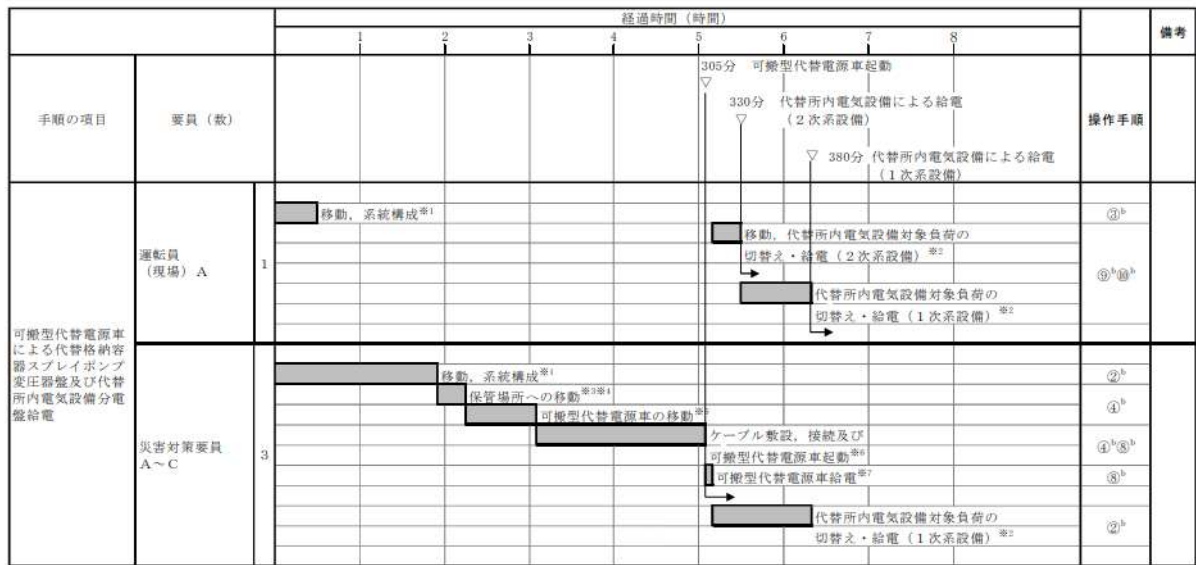 経過時間（時間）
備考
1 2 3 4 5 6 7 8
305分 可搬型代替電源車起動
▽
330分 代替所内電気設備による給電
（２次系設備）
▽
▽ 380分 代替所内電気設備による給電
（１次系設備）
手順の項目
要員（数）
操作手順
移動，系統構成※1
③b
運転員
（現場）A
1
移動，代替所内電気設備対象負荷の
切替え・給電（２次系設備）※2
⑨b⑩b
代替所内電気設備対象負荷の
切替え・給電（１次系設備）※2
可搬型代替電源車
による代替格納容
器スプレイポンプ
変圧器盤及び代替
所内電気設備分電
盤給電
災害対策要員
A～C
3
移動，系統構成
②b
保管場所への移動※3※4
④b
可搬型代替電源車の移動※5
ケーブル敷設，接続及び
可搬型代替電源車起動※6
④b⑧b
可搬型代替電源車給電※7
⑧b
代替所内電気設備対象負荷の
切替え・給電（１次系設備）※2
②b